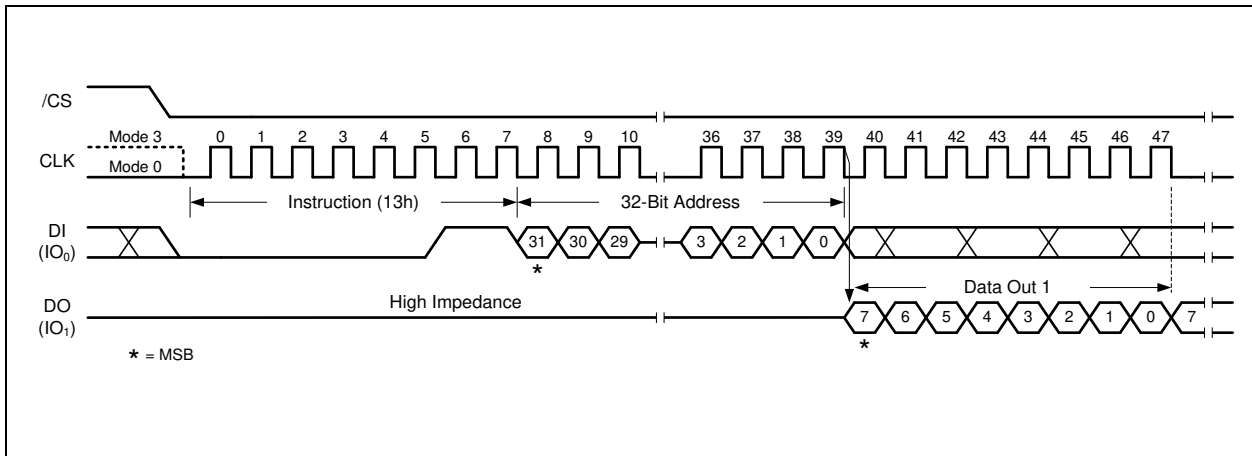 /CS
Mode 3 0 1 2 3 4 5 6 7 8 9 10 36 37 38 39 40 41 42 43 44 45 46 47
CLK Mode 0
Instruction (13h) 32-Bit Address
DI
(IO₀)
31 30 29 3 2 1 0
*
High Impedance Data Out 1
DO
(IO₁)
7 6 5 4 3 2 1 0 7
*
* = MSB